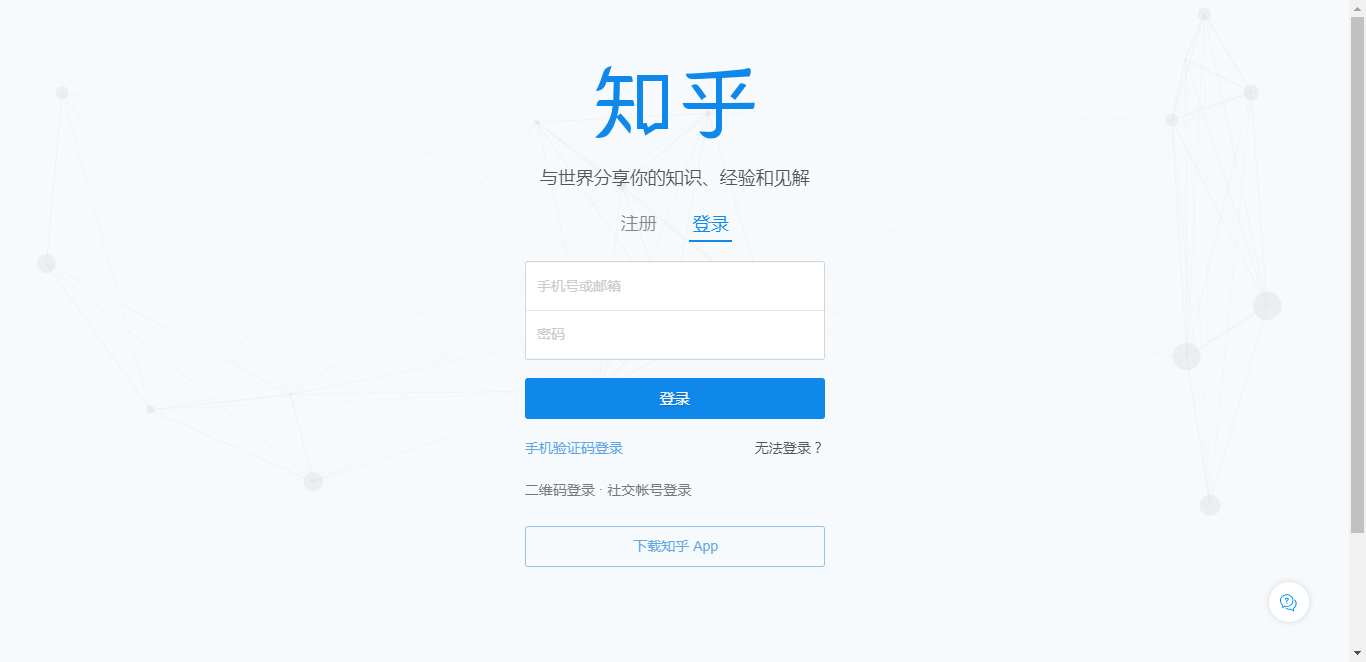 知乎
与世界分享你的知识、经验和见解
注册 登录
手机号或邮箱
密码
登录
手机验证码登录 无法登录？
二维码登录 · 社交帐号登录
下载知乎 App